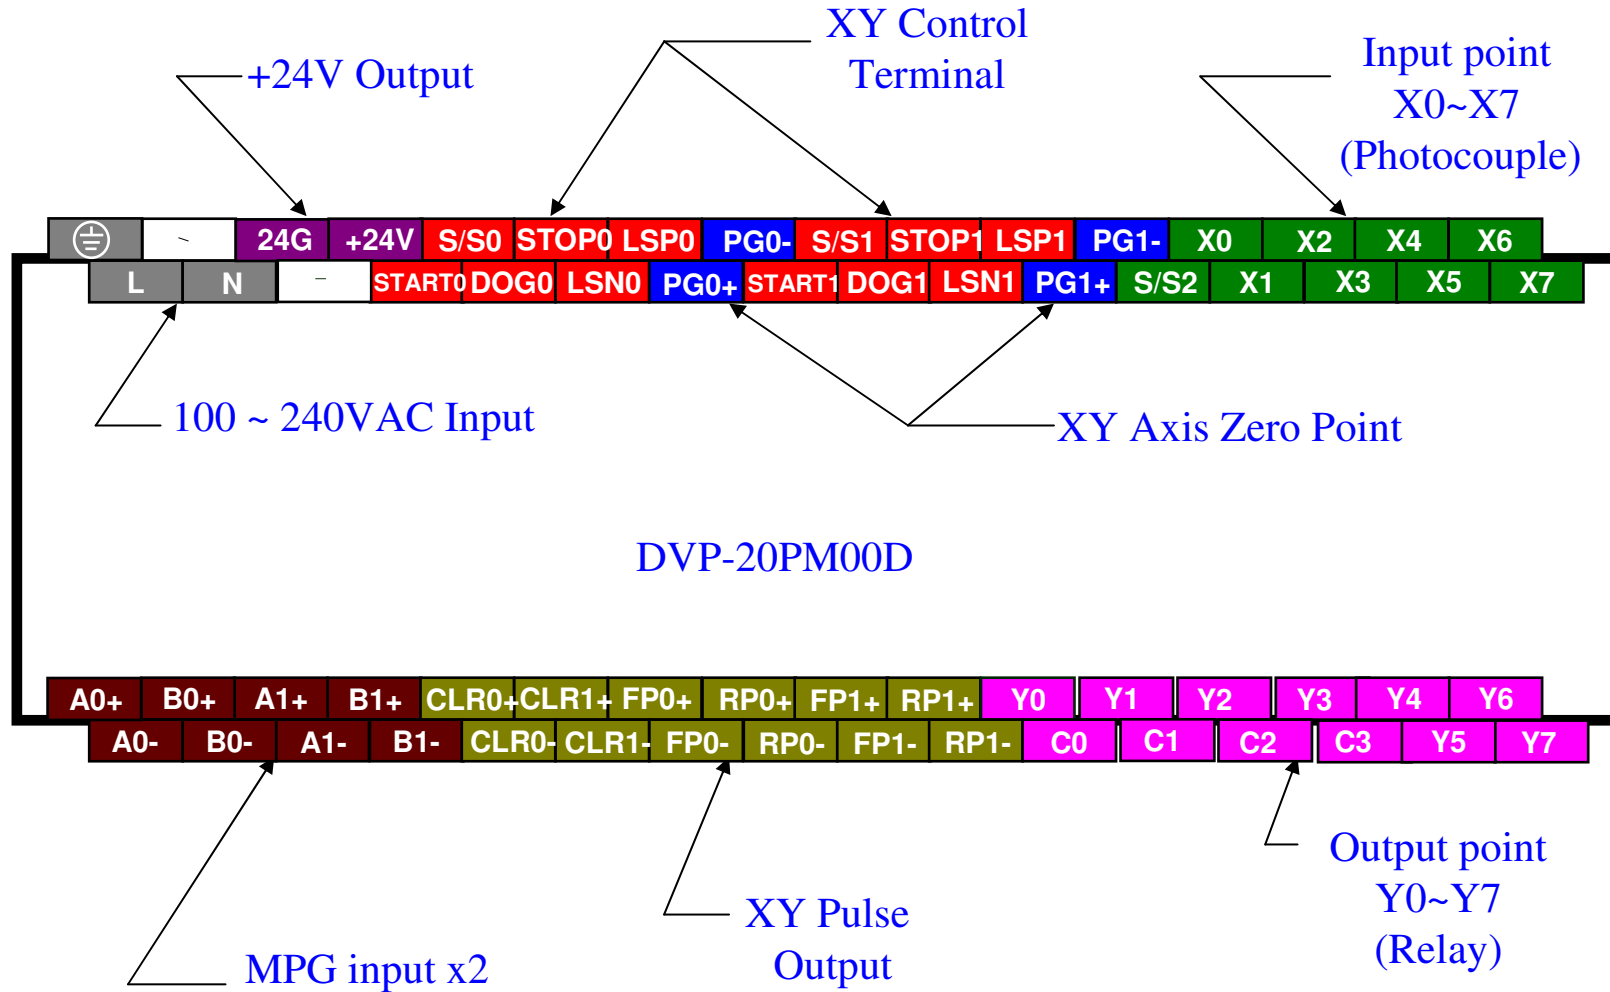 XY Control
Terminal
+24V Output
Input point
X0~X7
(Photocouple)
24G +24V S/S0 STOP0 LSP0 PG0- S/S1 STOP1 LSP1 PG1- X0 X2 X4 X6
L N START0 DOG0 LSN0 PG0+ START1 DOG1 LSN1 PG1+ S/S2 X1 X3 X5 X7
100 ~ 240VAC Input
XY Axis Zero Point
DVP-20PM00D
A0+ B0+ A1+ B1+ CLR0+ CLR1+ FP0+ RP0+ FP1+ RP1+ Y0 Y1 Y2 Y3 Y4 Y6
A0- B0- A1- B1- CLR0- CLR1- FP0- RP0- FP1- RP1- C0 C1 C2 C3 Y5 Y7
Output point
Y0~Y7
(Relay)
XY Pulse
Output
MPG input x2